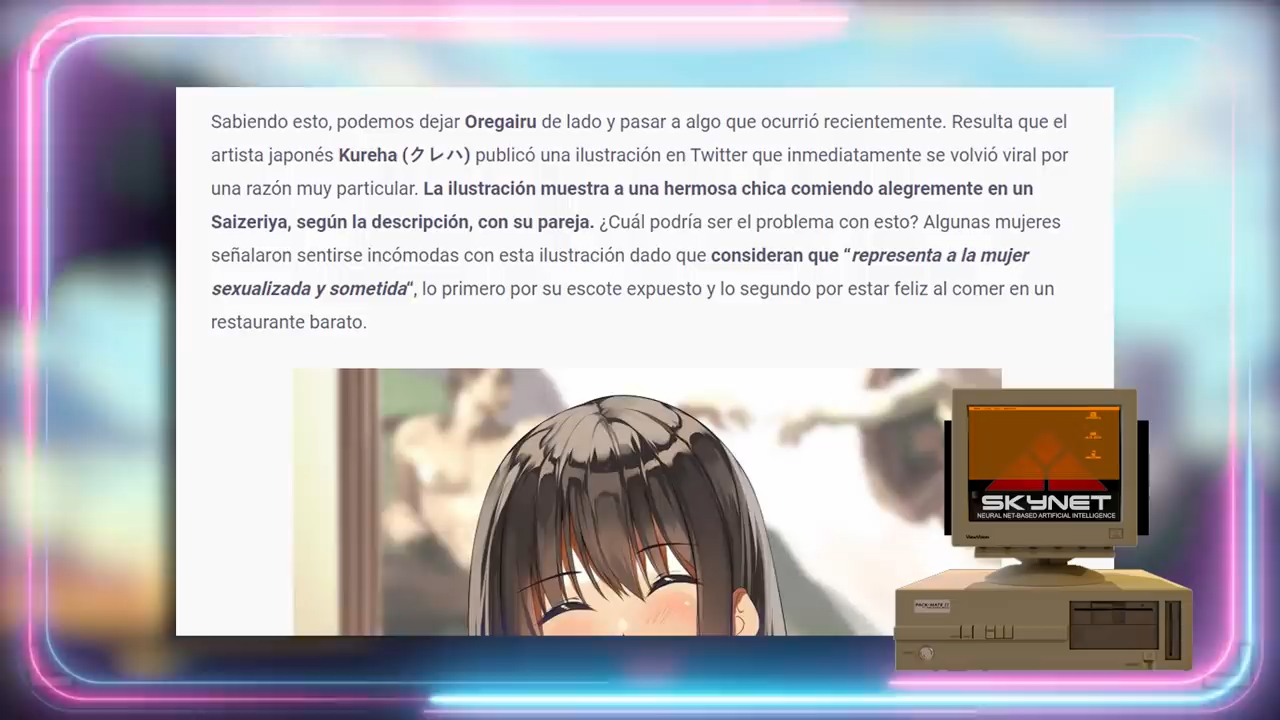 Sabiendo esto, podemos dejar Oregairu de lado y pasar a algo que ocurrió recientemente. Resulta que el
artista japonés Kureha (クレハ) publicó una ilustración en Twitter que inmediatamente se volvió viral por
una razón muy particular. La ilustración muestra a una hermosa chica comiendo alegremente en un
Saizeriya, según la descripción, con su pareja. ¿Cuál podría ser el problema con esto? Algunas mujeres
señalaron sentirse incómodas con esta ilustración dado que consideran que “representa a la mujer
sexualizada y sometida“, lo primero por su escote expuesto y lo segundo por estar feliz al comer en un
restaurante barato.
SKYNET
NEURAL NET-BASED ARTIFICIAL INTELLIGENCE
ViewVision